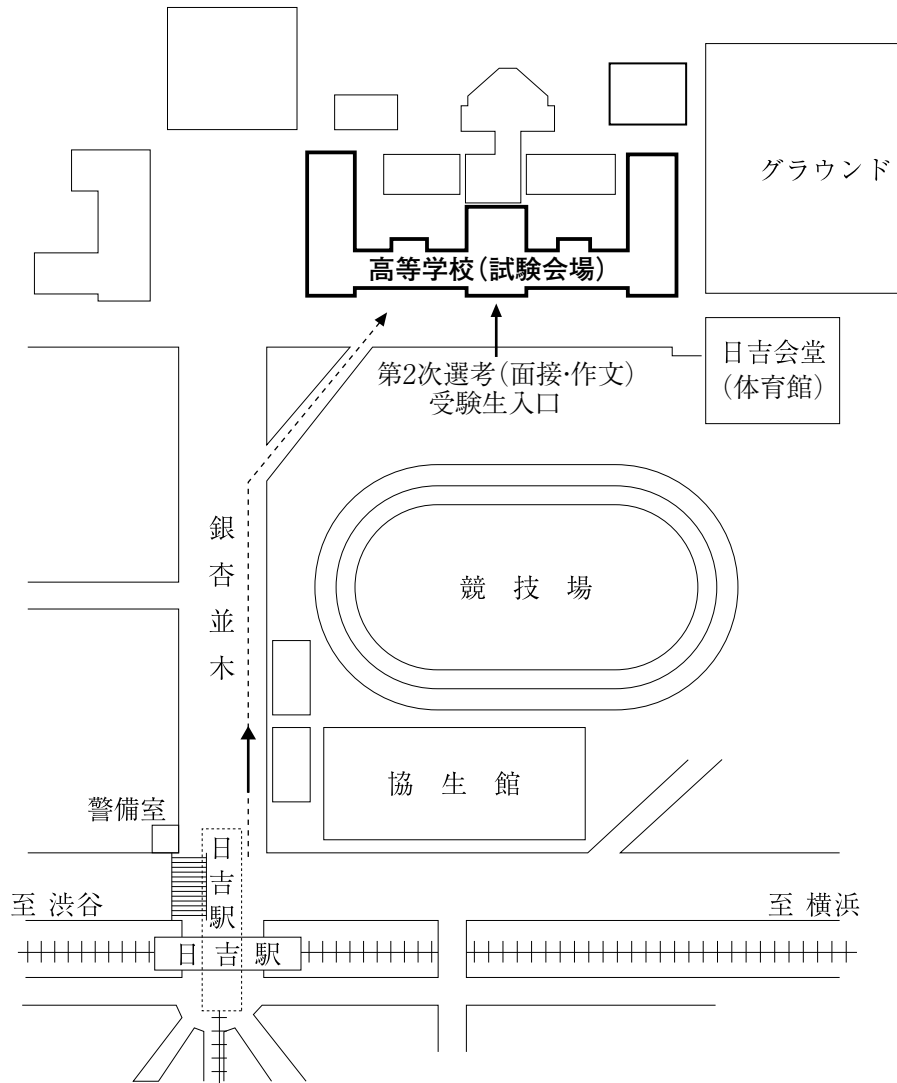 グラウンド
高等学校(試験会場)
日吉会堂
(体育館)
第2次選考(面接·作文)
受験生入口
銀杏並木
競技場
協生館
警備室
日吉駅
至 渋谷
至 横浜
日吉駅